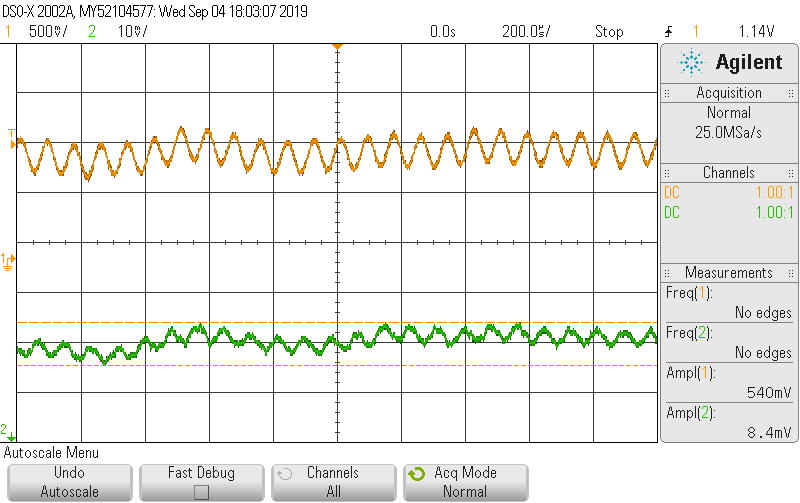 DSO-X 2002A, MY52104577: Wed Sep 04 18:03:07 2019
1 500mV/ 2 10mV/ 0.0s 200.0us/ Stop 1 1.14V
Agilent
Acquisition
Normal
25.0MSa/s
Channels
DC 1.00:1
DC 1.00:1
Measurements
Freq(1):
No edges
Freq(2):
No edges
Ampl(1):
540mV
Ampl(2):
8.4mV
T
1
2
Autoscale Menu
Undo
Autoscale
Fast Debug
Channels
All
Acq Mode
Normal